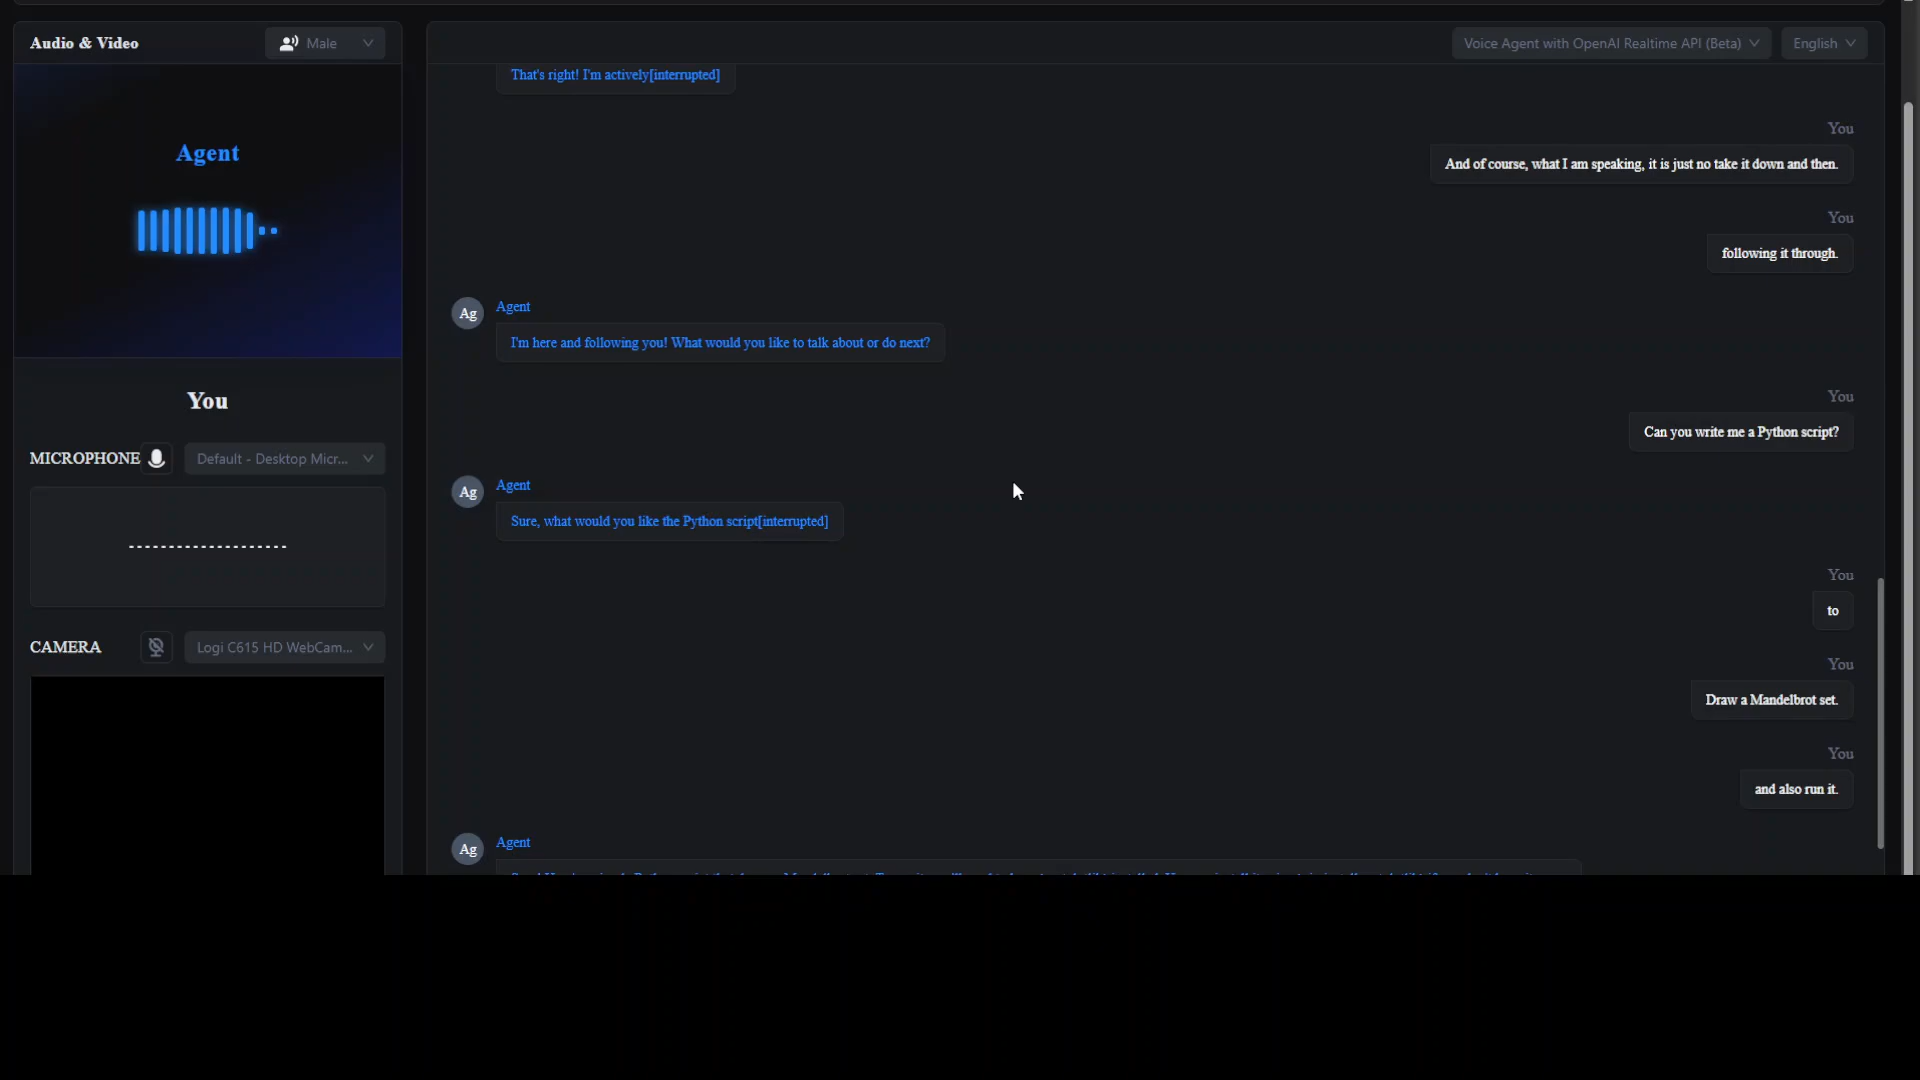 Audio & Video
Male
Voice Agent with OpenAI Realtime API (Beta)
English
Agent
You
MICROPHONE
Default - Desktop Micr...
CAMERA
Logi C615 HD WebCam...
That's right! I'm actively[interrupted]
You
And of course, what I am speaking, it is just no take it down and then.
You
following it through.
Ag
Agent
I'm here and following you! What would you like to talk about or do next?
You
Can you write me a Python script?
Ag
Agent
Sure, what would you like the Python script[interrupted]
You
to
You
Draw a Mandelbrot set.
You
and also run it.
Ag
Agent